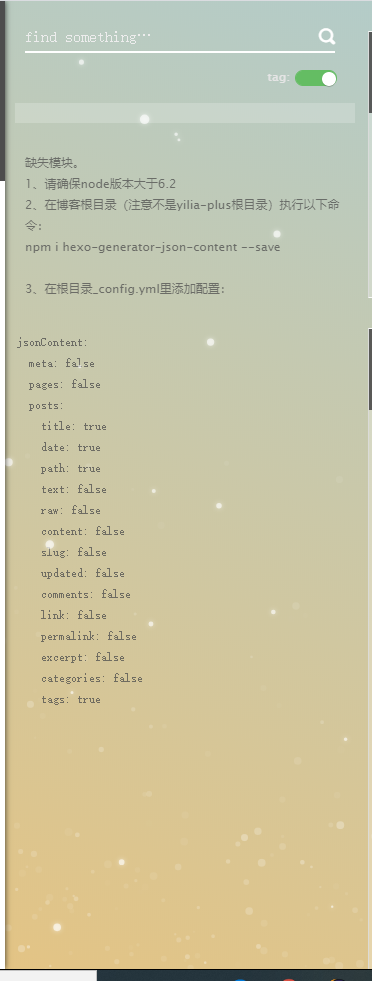 find something…
tag:
缺失模块。
1、请确保node版本大于6.2
2、在博客根目录（注意不是yilia-plus根目录）执行以下命
令：
npm i hexo-generator-json-content --save
3、在根目录_config.yml里添加配置：
jsonContent:
meta: false
pages: false
posts:
title: true
date: true
path: true
text: false
raw: false
content: false
slug: false
updated: false
comments: false
link: false
permalink: false
excerpt: false
categories: false
tags: true